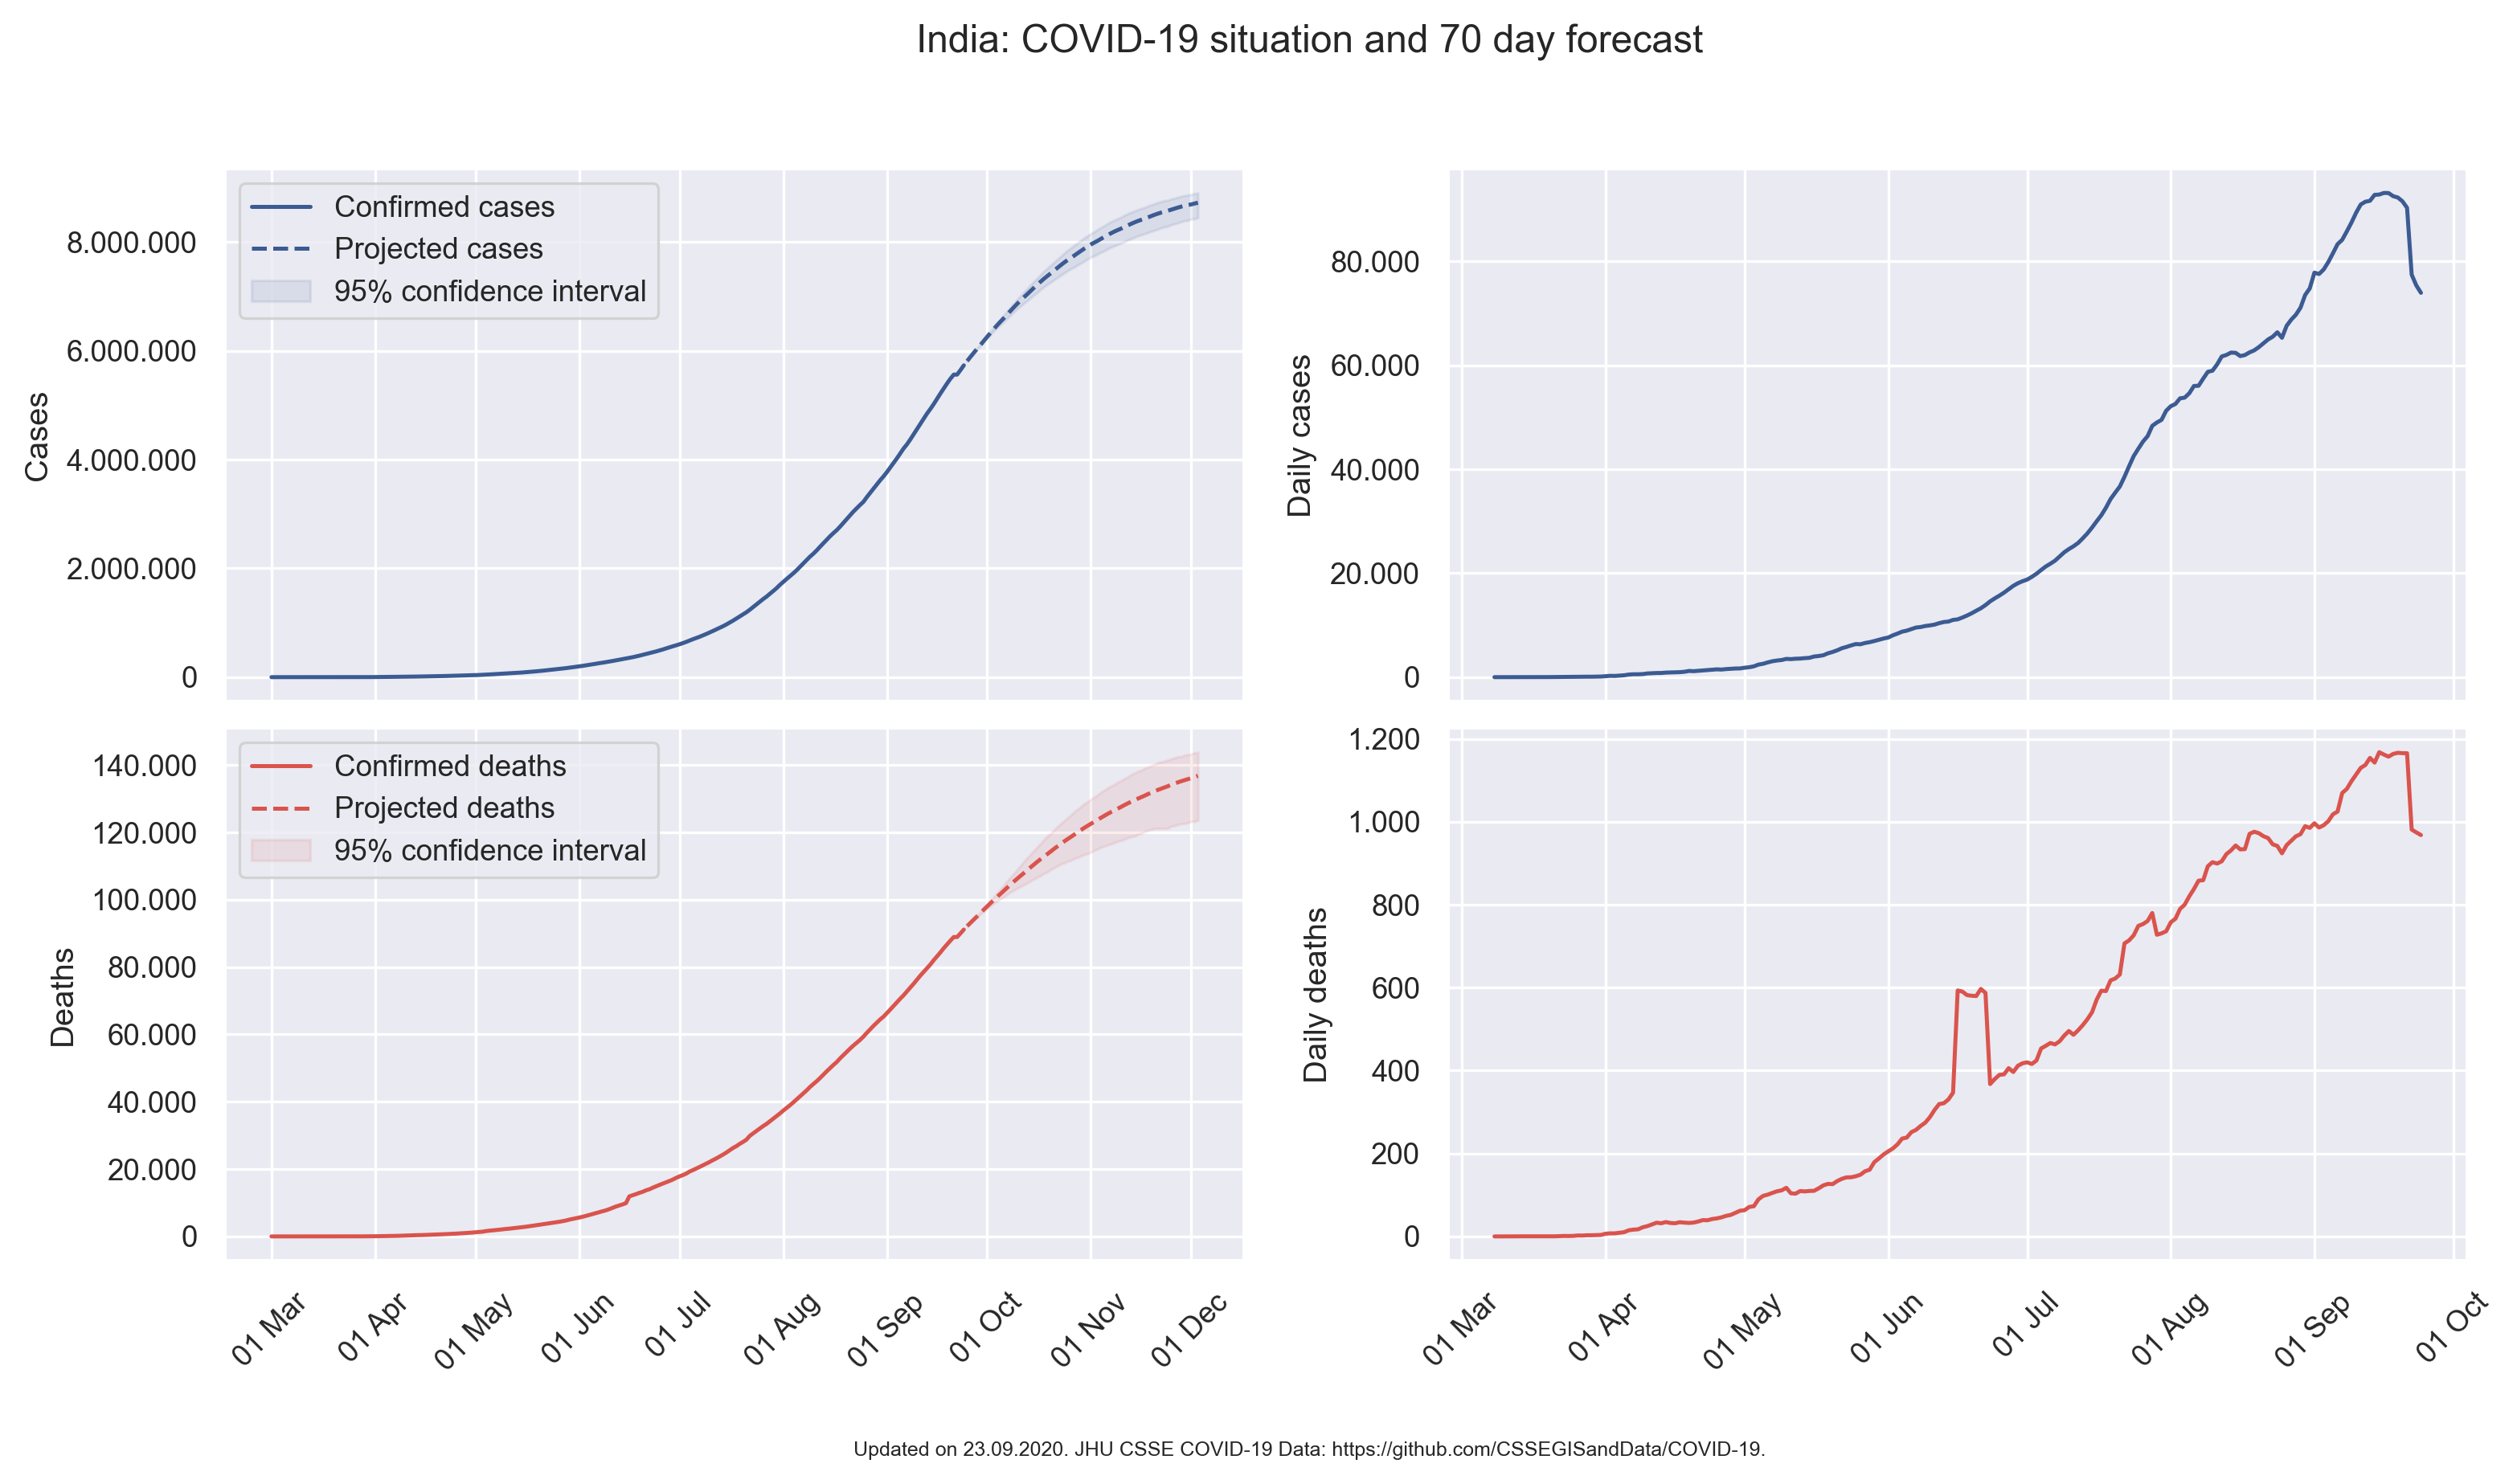 India: COVID-19 situation and 70 day forecast
Confirmed cases
Projected cases
95% confidence interval
8.000.000
6.000.000
4.000.000
2.000.000
0
Cases
80.000
60.000
40.000
20.000
0
Daily cases
Confirmed deaths
Projected deaths
95% confidence interval
140.000
120.000
100.000
80.000
60.000
40.000
20.000
0
Deaths
01 Mar
01 Apr
01 May
01 Jun
01 Jul
01 Aug
01 Sep
01 Oct
01 Nov
01 Dec
1.200
1.000
800
600
400
200
0
Daily deaths
01 Mar
01 Apr
01 May
01 Jun
01 Jul
01 Aug
01 Sep
01 Oct
Updated on 23.09.2020. JHU CSSE COVID-19 Data: https://github.com/CSSEGISandData/COVID-19.